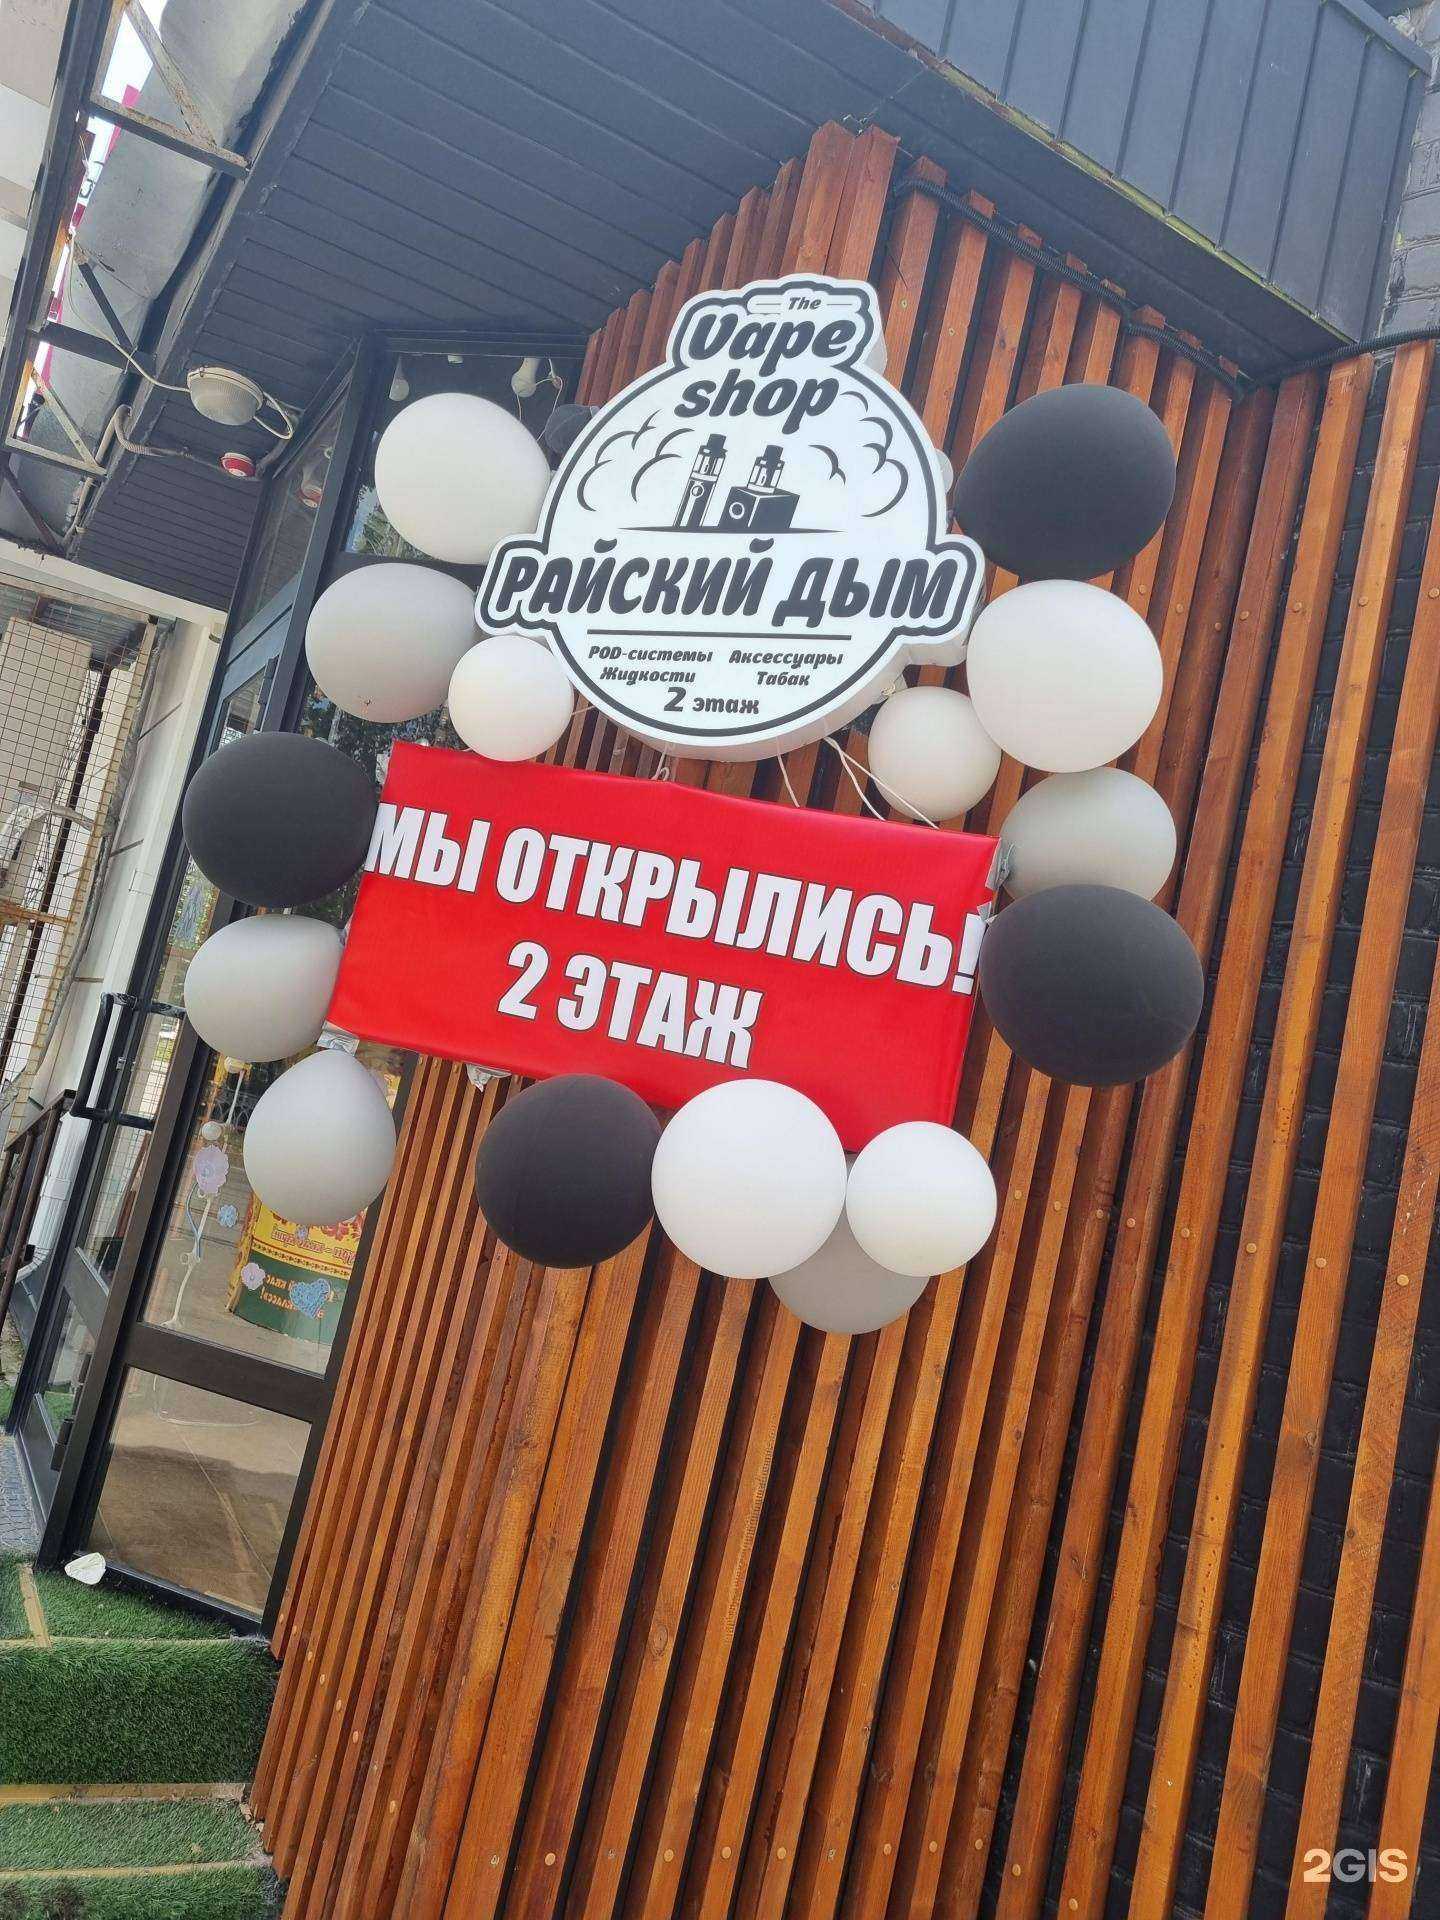 The
Vape
shop
РАЙСКИЙ ДЫМ
POD-системы Аксессуары
Жидкости Табак
2 этаж
МЫ ОТКРЫЛИСЬ!
2 ЭТАЖ
2GIS